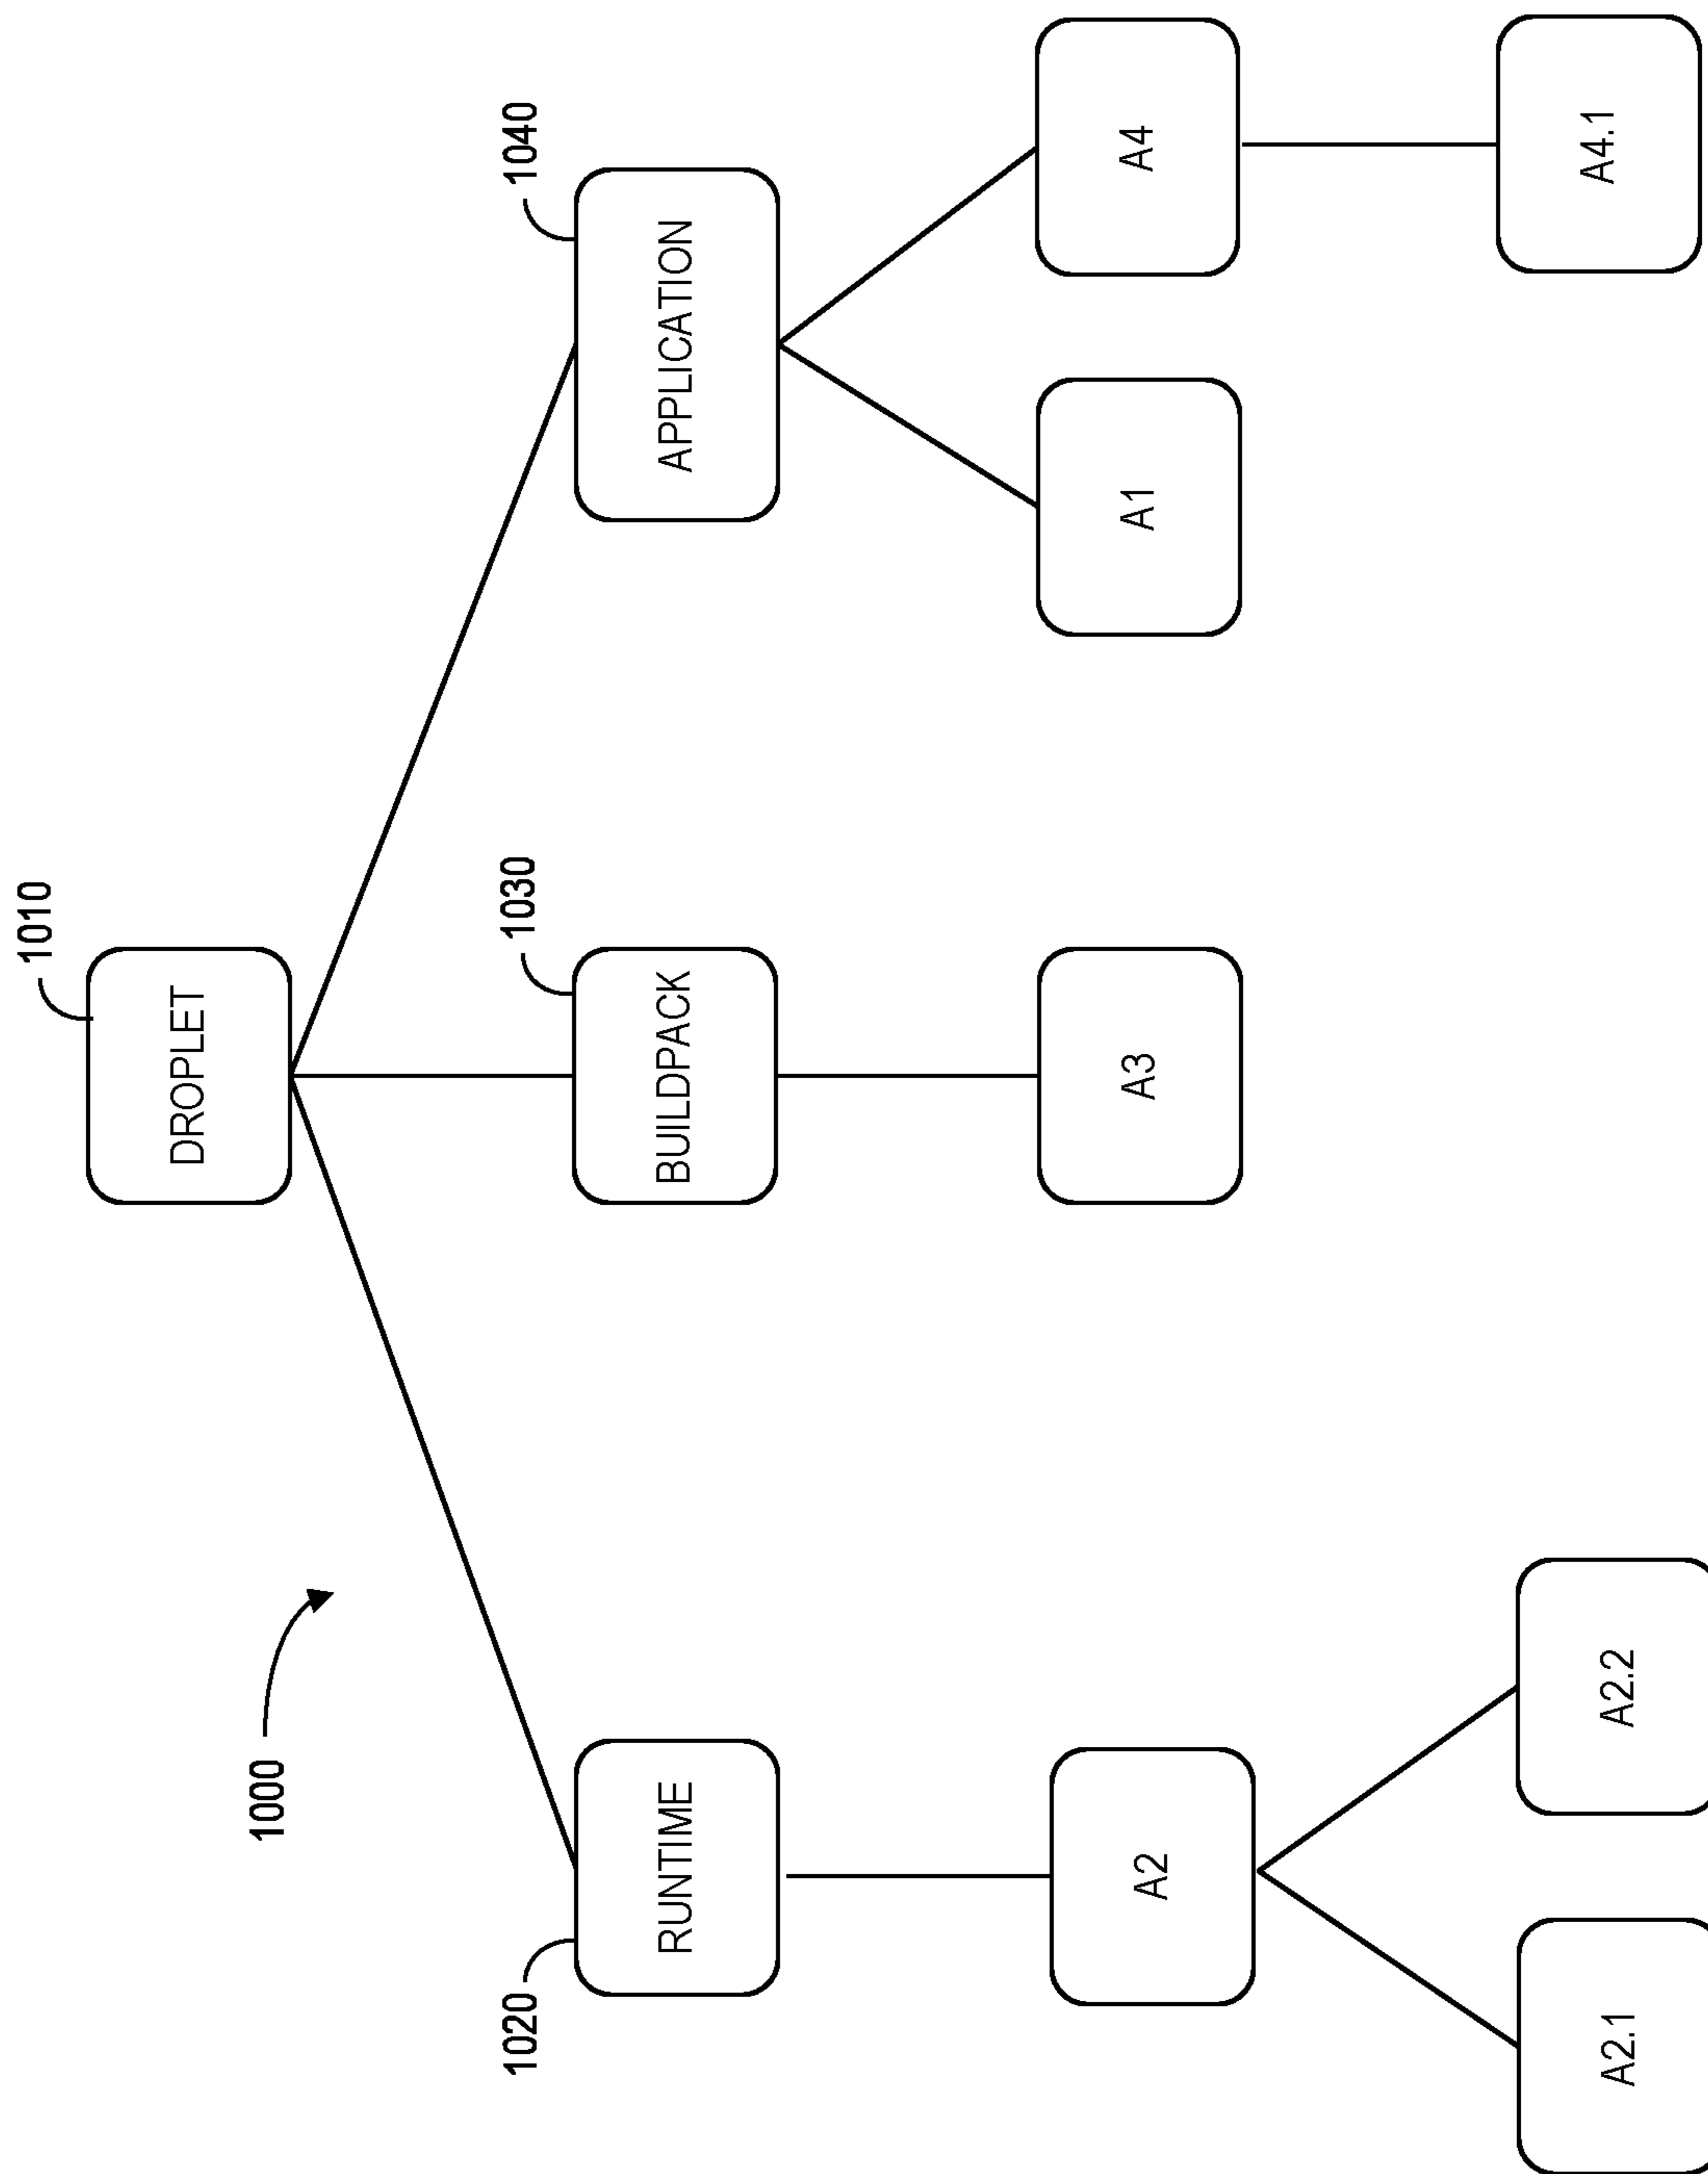 1010
DROPLET
1000
1020
RUNTIME
1030
BUILDPACK
1040
APPLICATION
A2
A3
A1
A4
A2.1
A2.2
A4.1